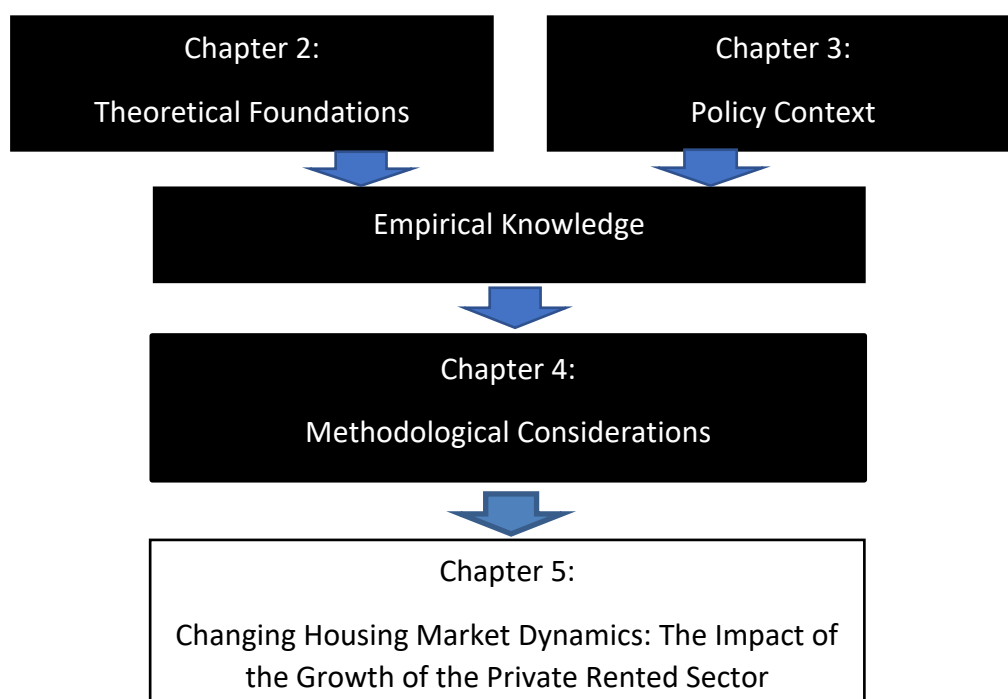 Chapter 2:
Theoretical Foundations
Chapter 3:
Policy Context
Empirical Knowledge
Chapter 4:
Methodological Considerations
Chapter 5:
Changing Housing Market Dynamics: The Impact of
the Growth of the Private Rented Sector